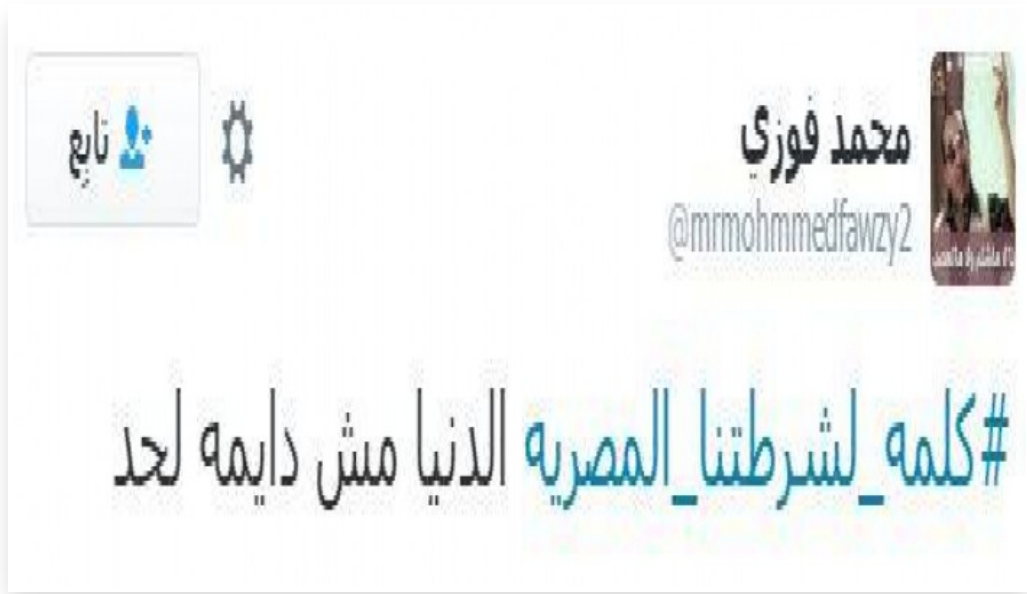 محمد فوزي
تابع
@mrmohmmedfawzy2
#كلمه_لشرطتنا_المصريه الدنيا مش دايمه لحد